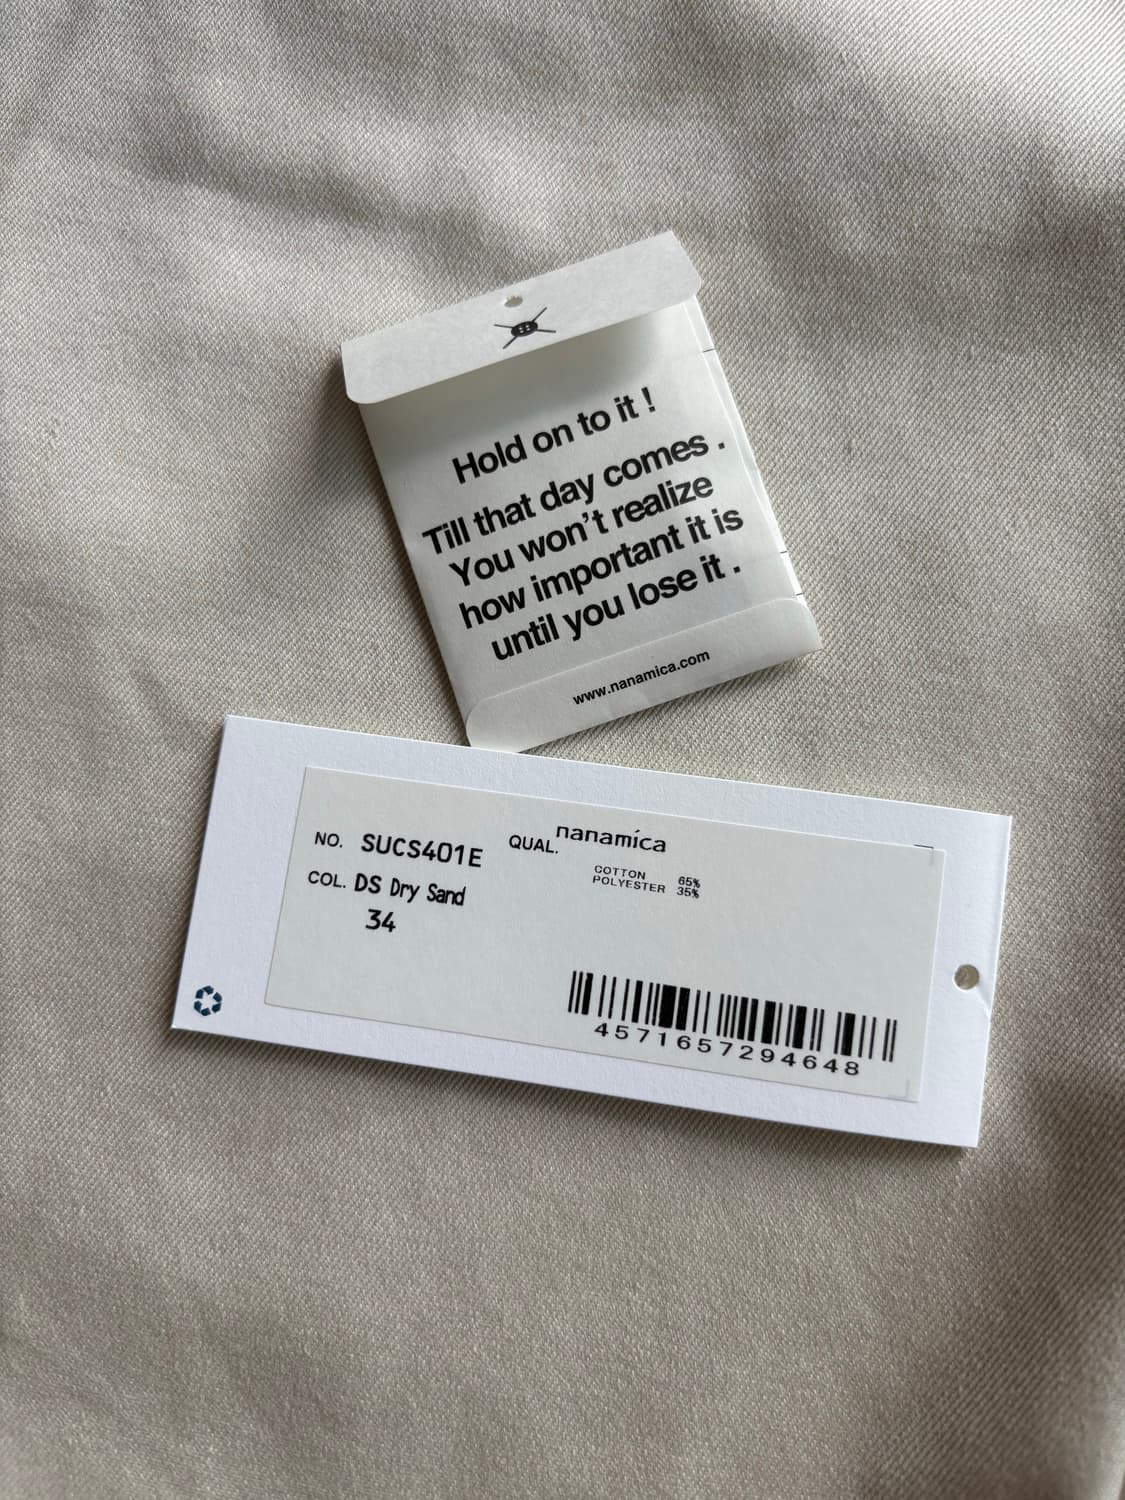 Hold on to it !
Till that day comes .
You won't realize
how important it is
until you lose it .
www.nanamica.com
nanamica
NO. SUCS401E QUAL.
COTTON 65%
POLYESTER 35%
COL. DS Dry Sand
34
4571657294648